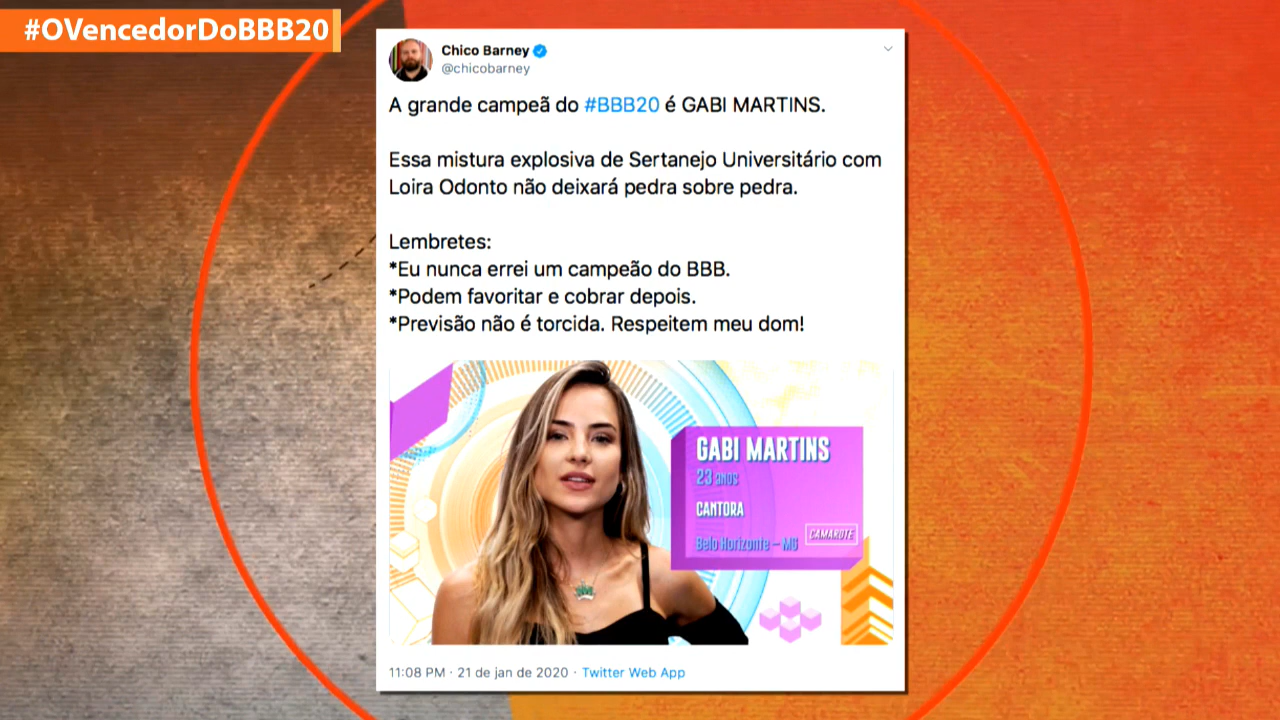 #OVencedorDoBBB20
Chico Barney
@chicobarney
A grande campeã do #BBB20 é GABI MARTINS.
Essa mistura explosiva de Sertanejo Universitário com
Loira Odonto não deixará pedra sobre pedra.
Lembretes:
*Eu nunca errei um campeão do BBB.
*Podem favoritar e cobrar depois.
*Previsão não é torcida. Respeitem meu dom!
GABI MARTINS
23 anos
CANTORA
Belo Horizonte – MG
CAMAROTE
11:08 PM · 21 de jan de 2020 · Twitter Web App